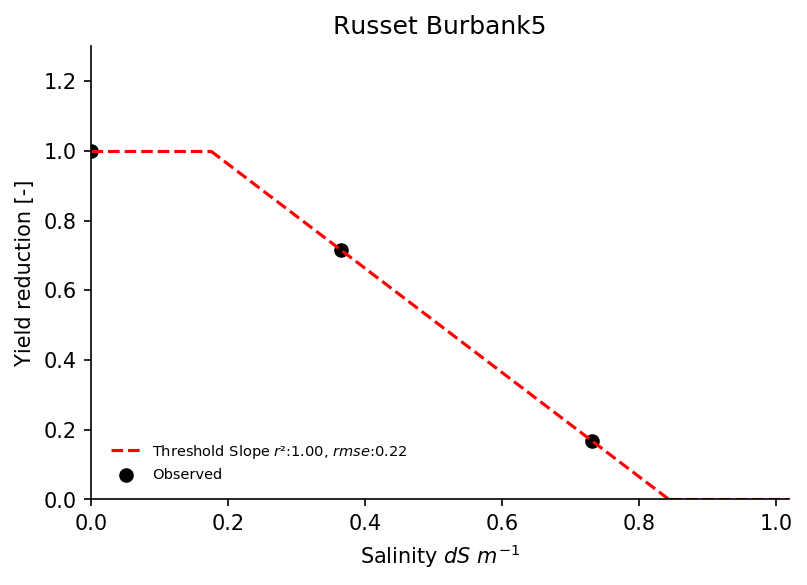 Russet Burbank5
Yield reduction [-]
1.2
1.0
0.8
0.6
0.4
0.2
0.0
Threshold Slope r²:1.00, rmse:0.22
Observed
0.0 0.2 0.4 0.6 0.8 1.0
Salinity dS m⁻¹